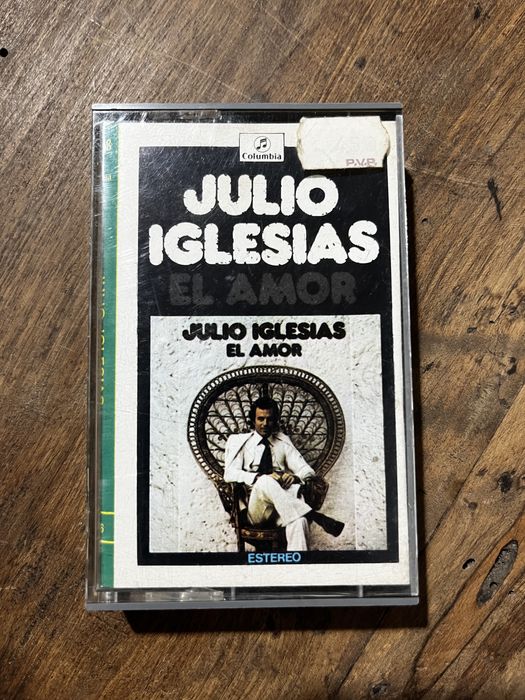 Columbia
P.V.P.
JULIO
IGLESIAS
EL AMOR
JULIO IGLESIAS
EL AMOR
ESTEREO